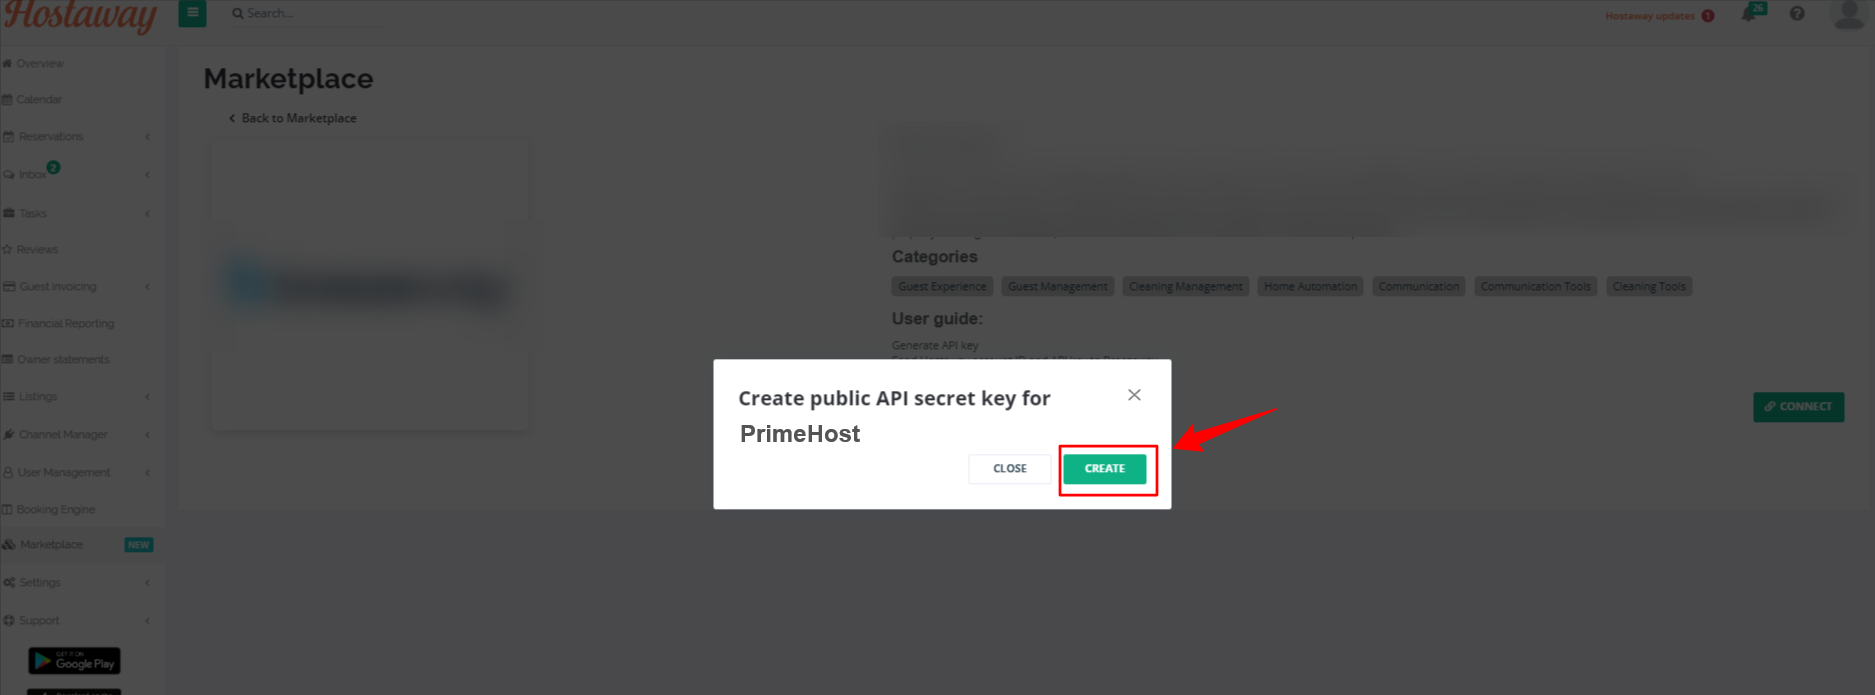 Hostaway
Search...
Hostaway updates 1
26
Overview
Calendar
Reservations
Inbox 2
Tasks
Reviews
Guest invoicing
Financial Reporting
Owner statements
Listings
Channel Manager
User Management
Booking Engine
Marketplace NEW
Settings
Support
GET IT ON
Google Play
Marketplace
Back to Marketplace
Categories
Guest Experience Guest Management Cleaning Management Home Automation Communication Communication Tools Cleaning Tools
User guide:
Generate API key
CONNECT
Create public API secret key for
PrimeHost
CLOSE CREATE